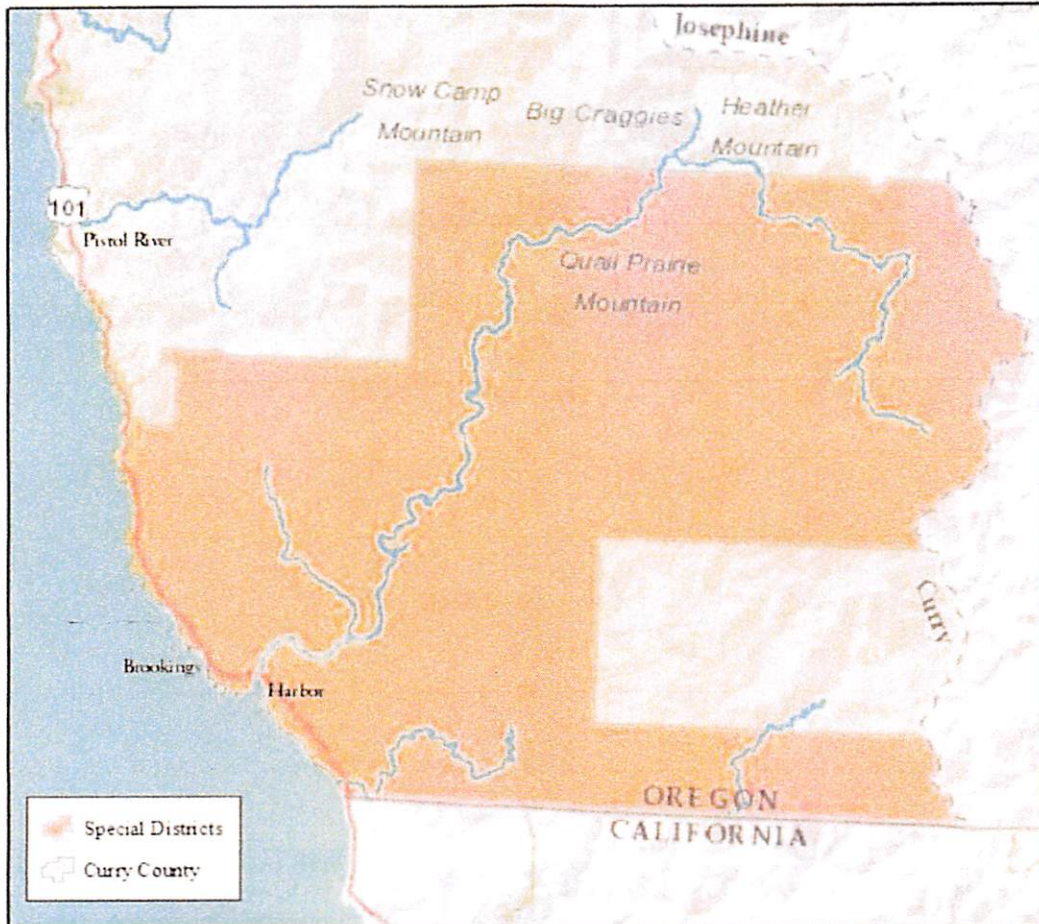 Josephine
Snow Camp
Mountain
Big Craggies
Heather
Mountain
101
Pistol River
Quail Prairie
Mountain
Curry
Brookings
Harbor
OREGON
CALIFORNIA
Special Districts
Curry County